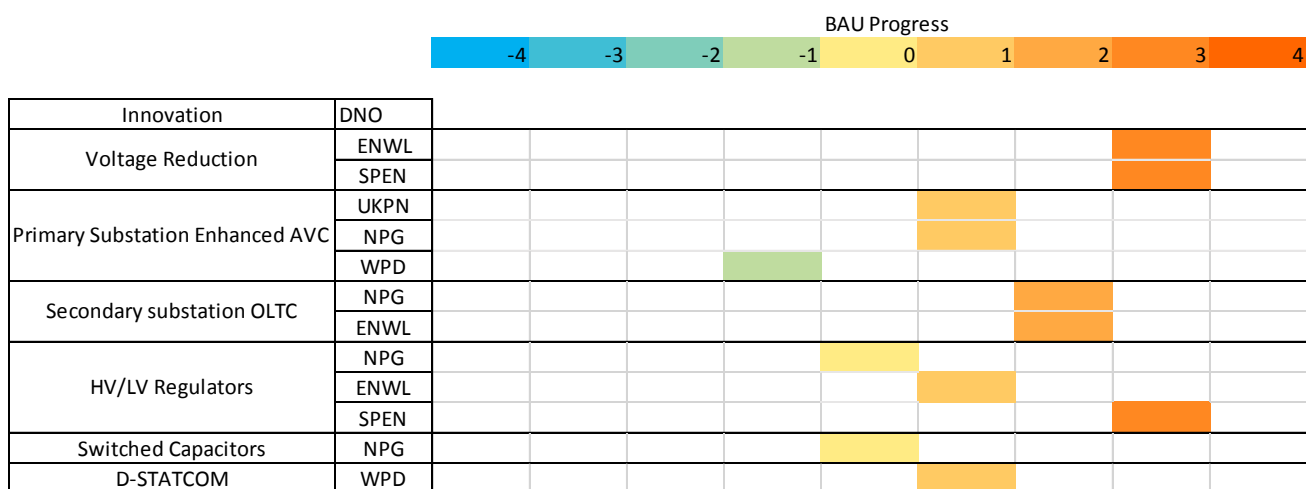 BAU Progress
-4 -3 -2 -1 0 1 2 3 4
Innovation DNO
Voltage Reduction
ENWL
SPEN
Primary Substation Enhanced AVC
UKPN
NPG
WPD
Secondary substation OLTC
NPG
ENWL
HV/LV Regulators
NPG
ENWL
SPEN
Switched Capacitors NPG
D-STATCOM WPD